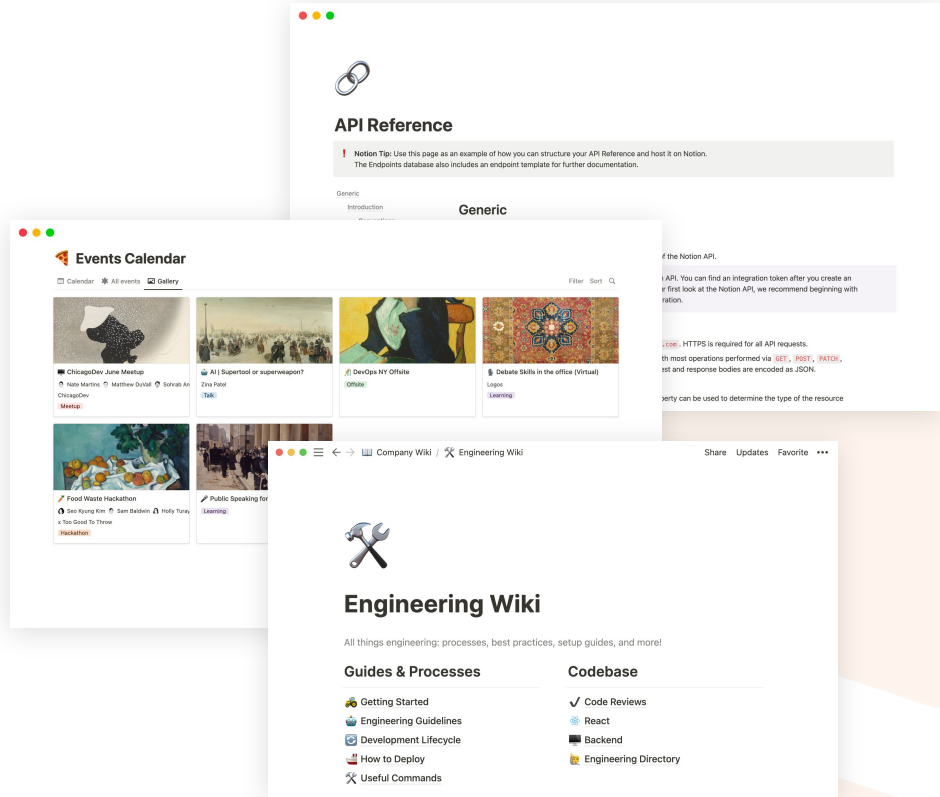 API Reference
Notion Tip: Use this page as an example of how you can structure your API Reference and host it on Notion.
The Endpoints database also includes an endpoint template for further documentation.
Generic
Introduction
Generic
of the Notion API.
API. You can find an integration token after you create an
first look at the Notion API, we recommend beginning with
.com. HTTPS is required for all API requests.
most operations performed via GET, POST, PATCH,
and response bodies are encoded as JSON.
can be used to determine the type of the resource
Events Calendar
Calendar All events Gallery
Filter Sort
ChicagoDev June Meetup
Nate Martins Matthew DuVall Sohrab
ChicagoDev
Meetup
AI | Supertool or superweapon?
Zina Patel
Talk
DevOps NY Offsite
Offsite
Debate Skills in the office (Virtual)
Logos
Learning
Food Waste Hackathon
Seo Kyung Kim Sam Baldwin Holly
x Too Good To Throw
Hackathon
Public Speaking for
Learning
Company Wiki / Engineering Wiki
Share Updates Favorite •••
Engineering Wiki
All things engineering: processes, best practices, setup guides, and more!
Guides & Processes
Getting Started
Engineering Guidelines
Development Lifecycle
How to Deploy
Useful Commands
Codebase
Code Reviews
React
Backend
Engineering Directory